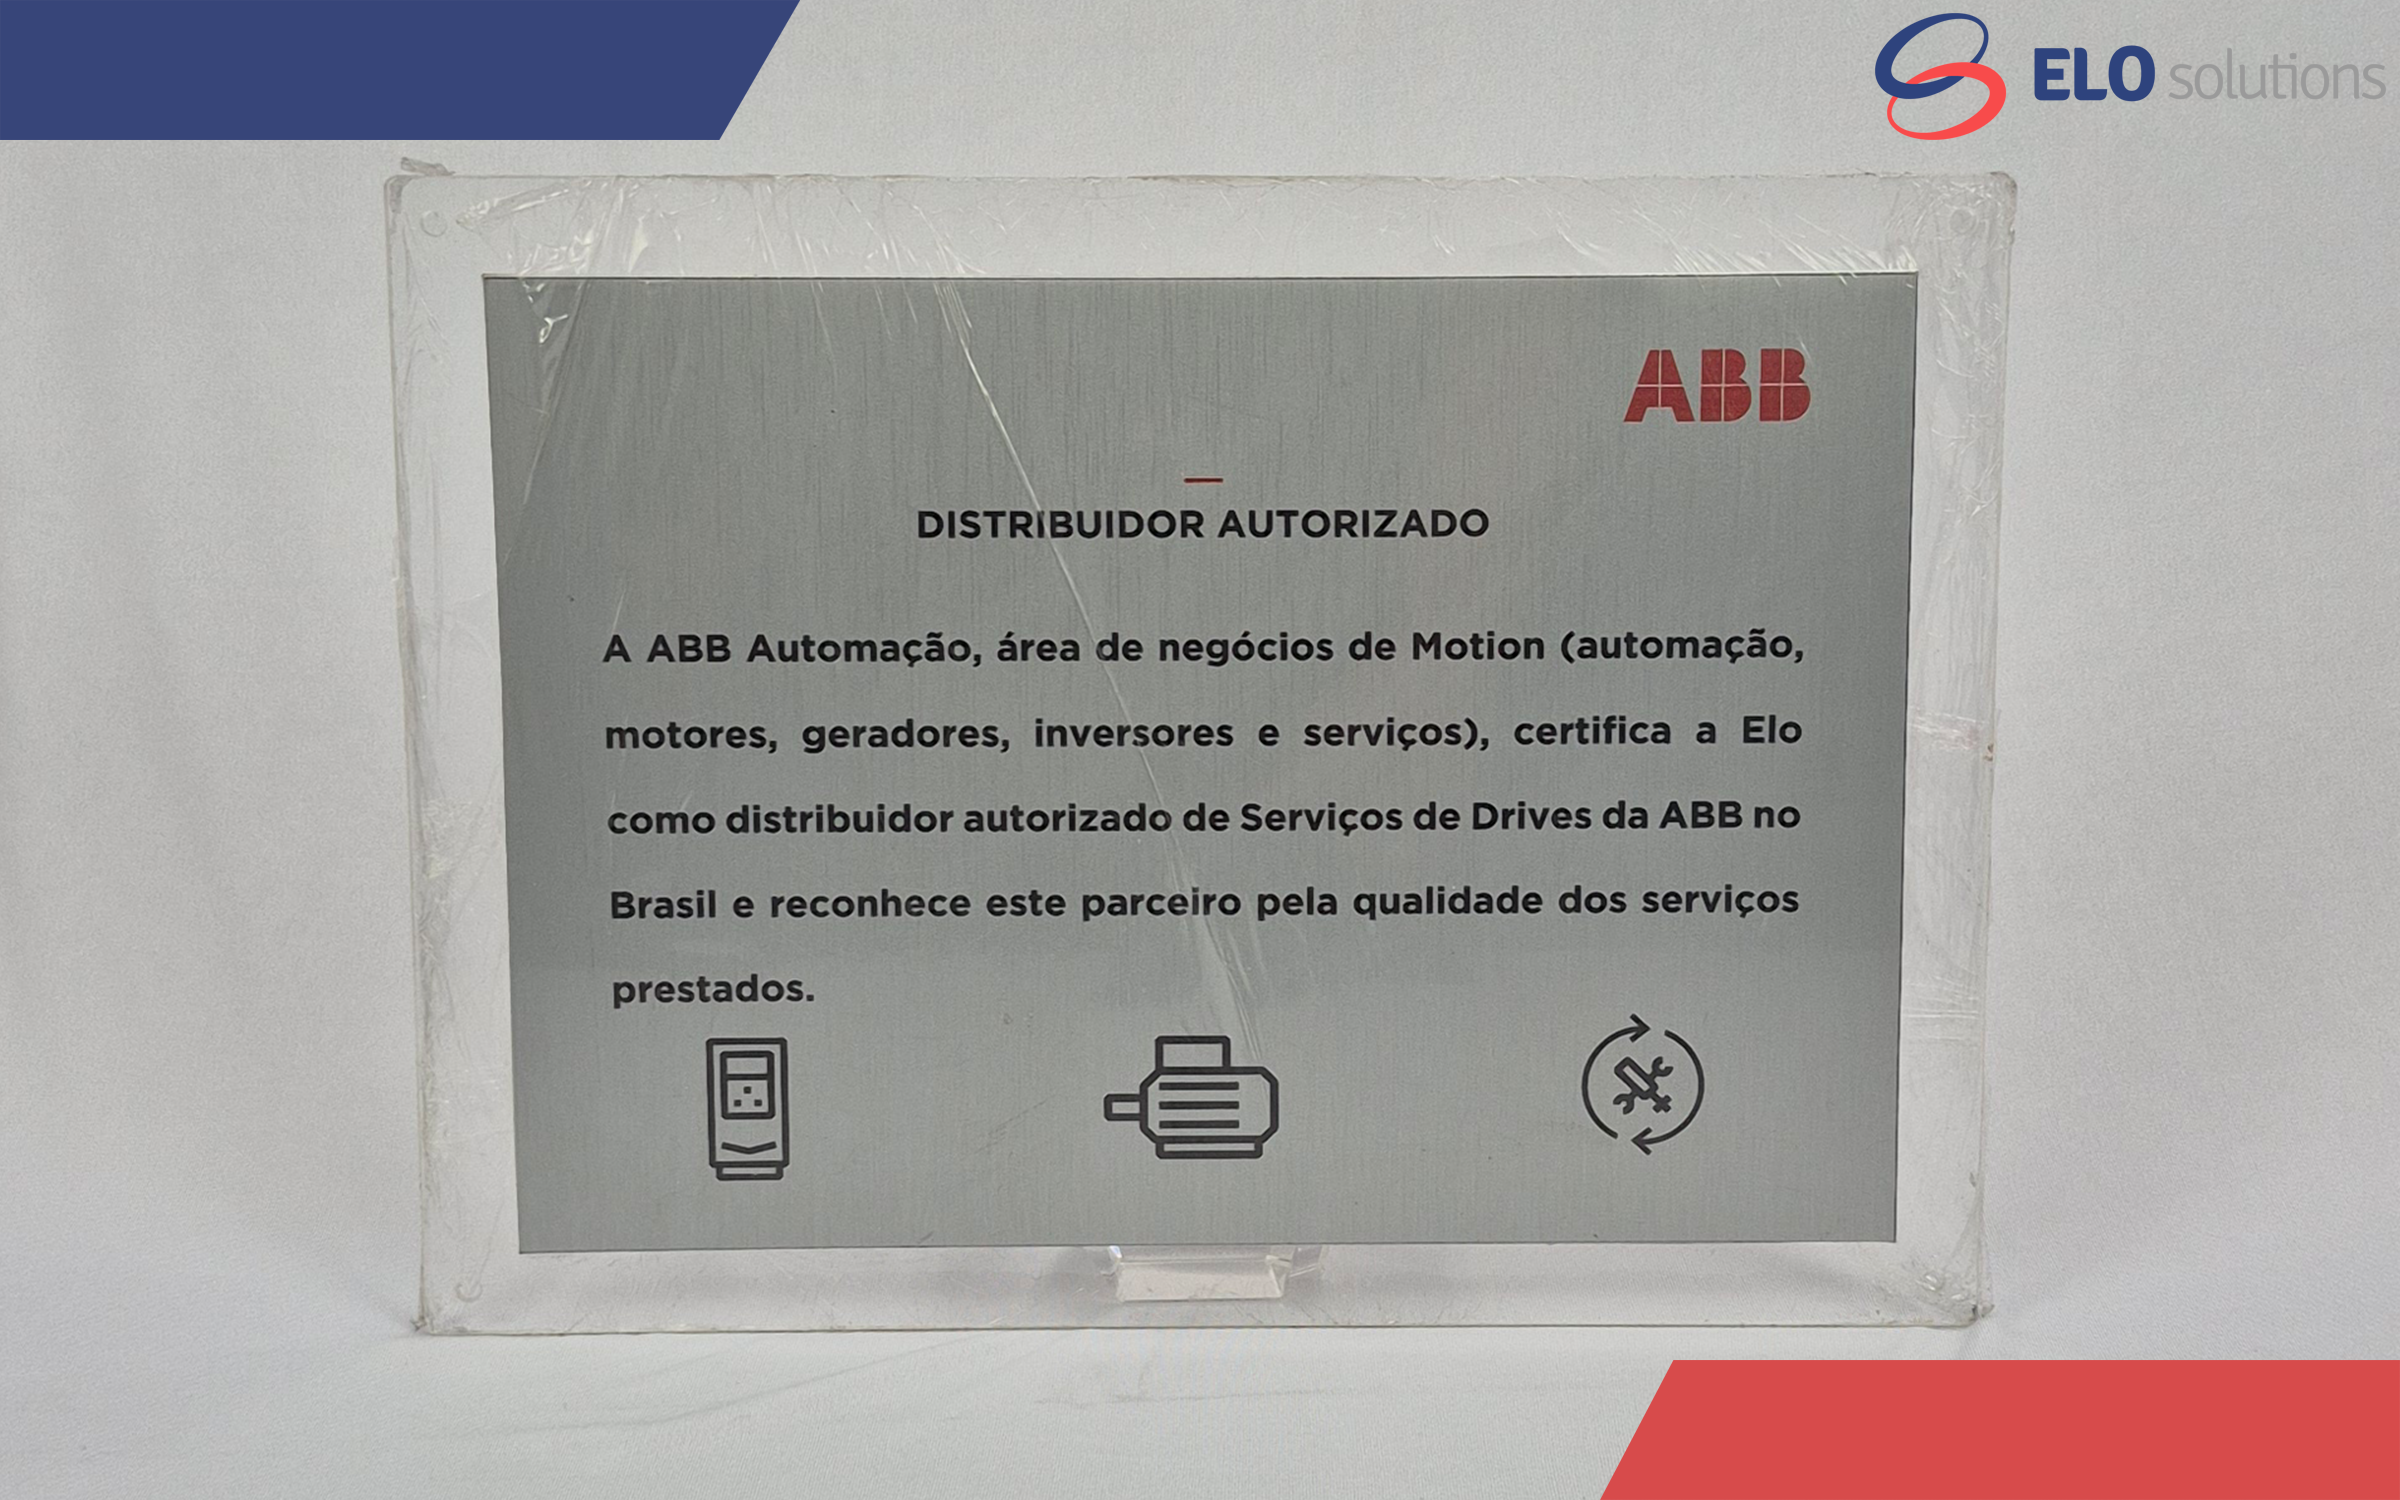 ELO solutions
ABB
DISTRIBUIDOR AUTORIZADO
A ABB Automação, área de negócios de Motion (automação,
motores, geradores, inversores e serviços), certifica a Elo
como distribuidor autorizado de Serviços de Drives da ABB no
Brasil e reconhece este parceiro pela qualidade dos serviços
prestados.